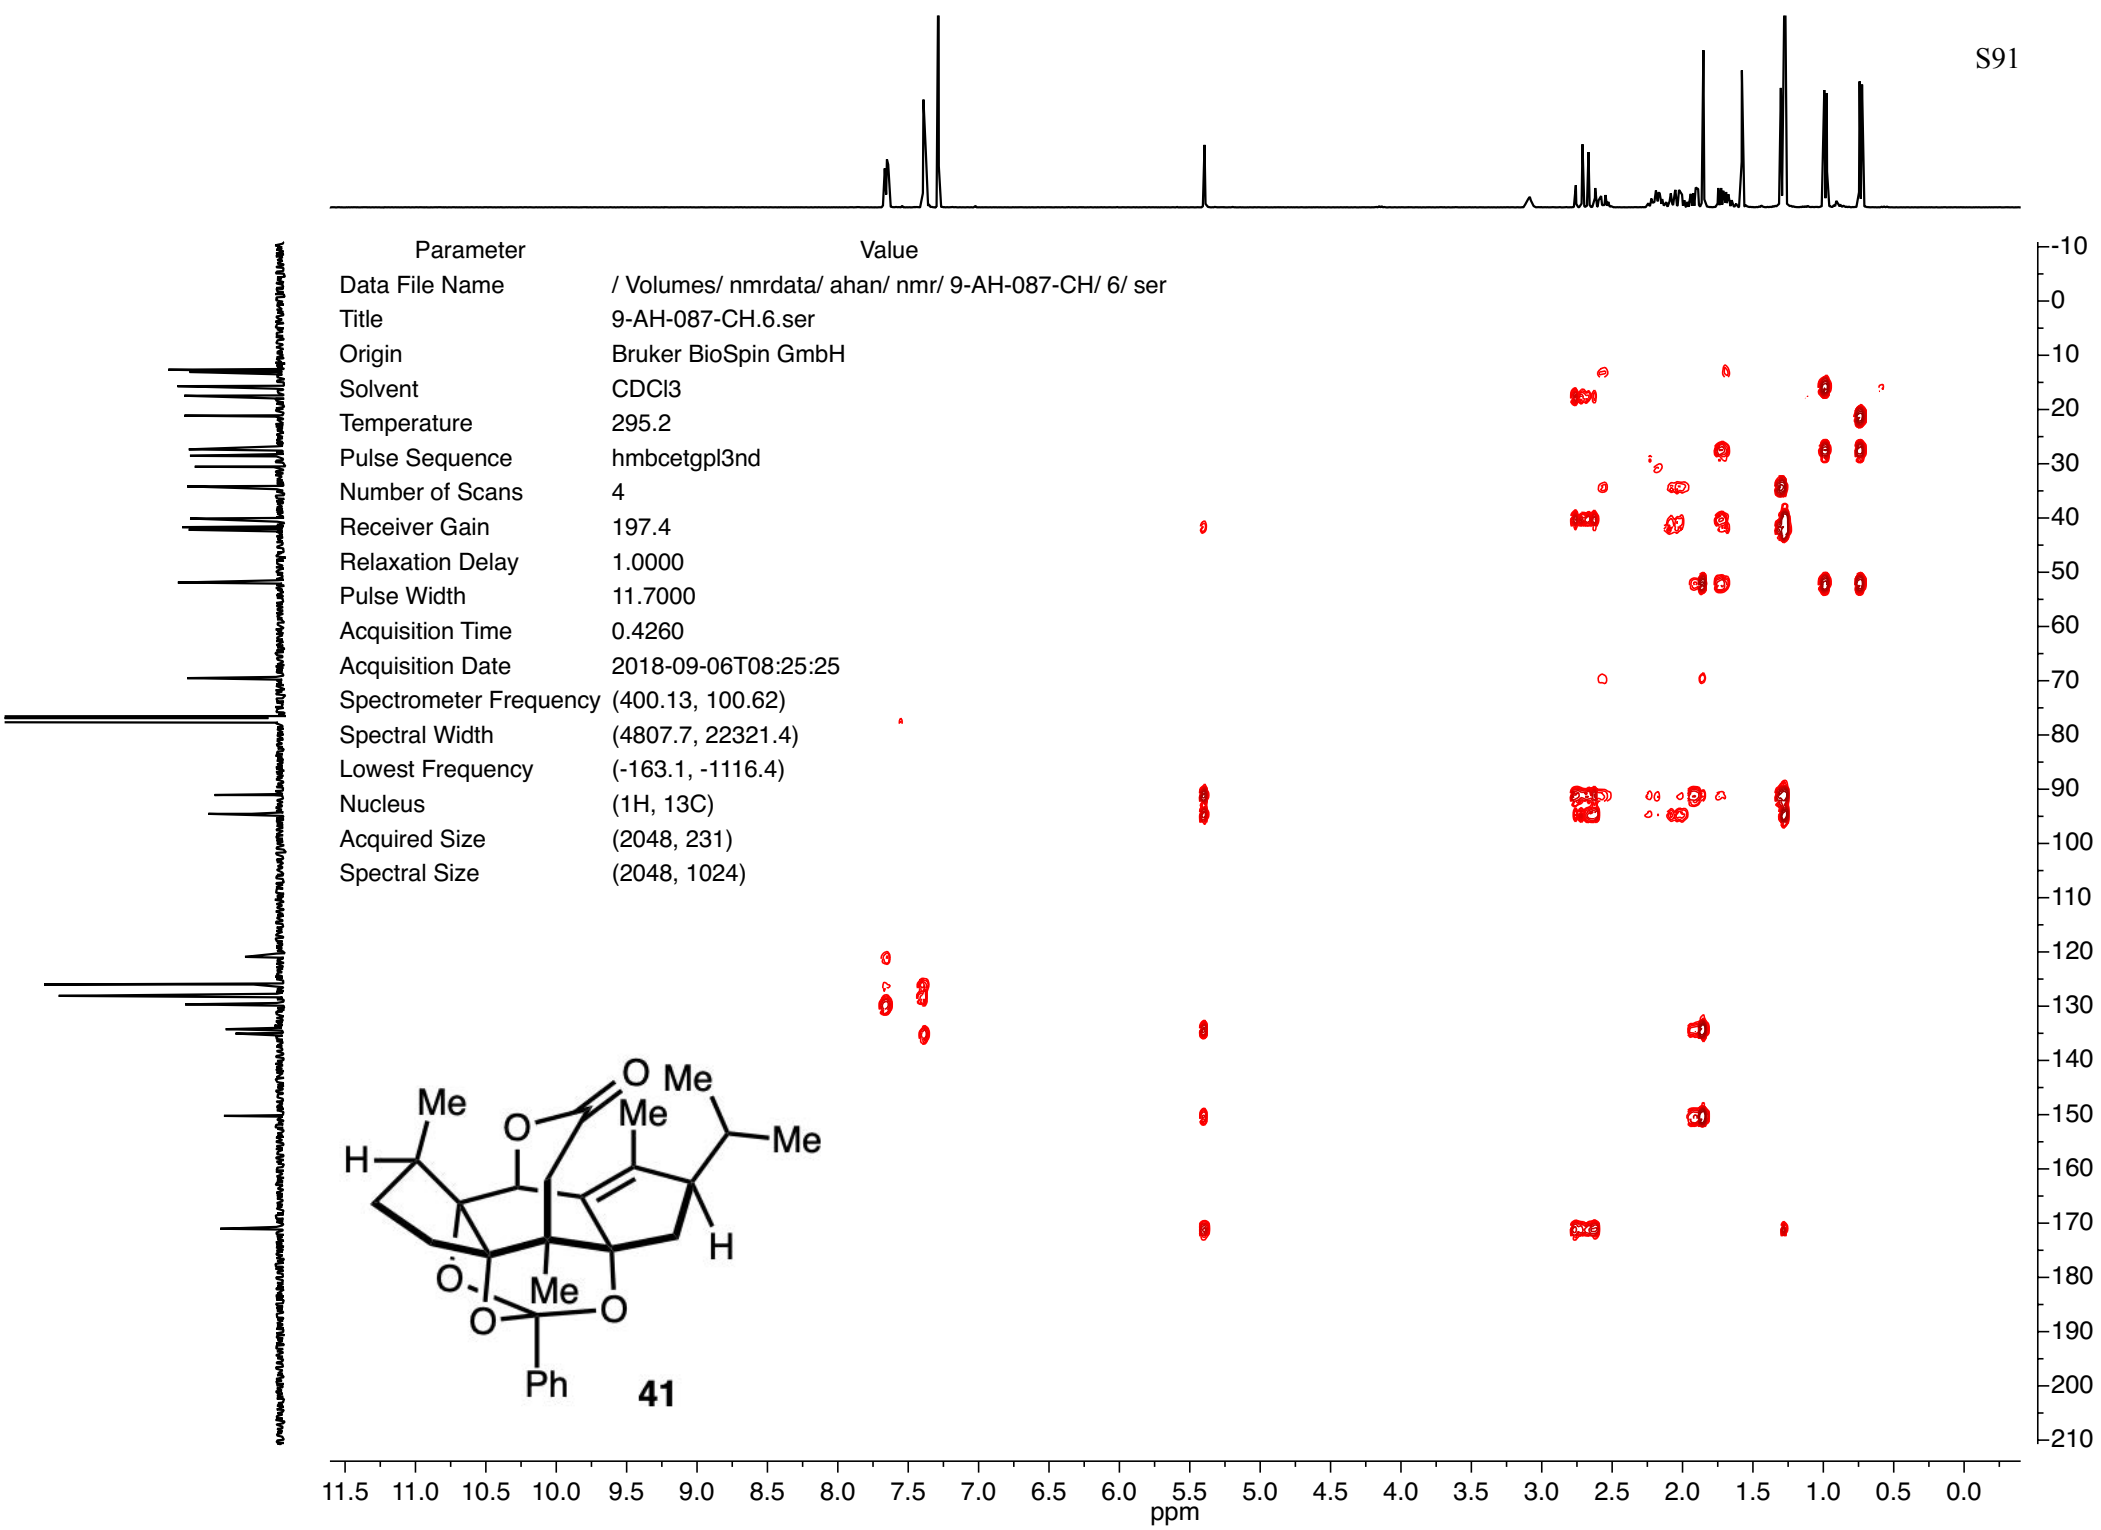 S91
Parameter Value
Data File Name / Volumes/ nmrdata/ ahan/ nmr/ 9-AH-087-CH/ 6/ ser
Title 9-AH-087-CH.6.ser
Origin Bruker BioSpin GmbH
Solvent CDCl3
Temperature 295.2
Pulse Sequence hmbcetgpl3nd
Number of Scans 4
Receiver Gain 197.4
Relaxation Delay 1.0000
Pulse Width 11.7000
Acquisition Time 0.4260
Acquisition Date 2018-09-06T08:25:25
Spectrometer Frequency (400.13, 100.62)
Spectral Width (4807.7, 22321.4)
Lowest Frequency (-163.1, -1116.4)
Nucleus (1H, 13C)
Acquired Size (2048, 231)
Spectral Size (2048, 1024)
-10
0
10
20
30
40
50
60
70
80
90
100
110
120
130
140
150
160
170
180
190
200
210
O Me
Me Me
O Me
H
H
O Me O
O
Ph 41
11.5 11.0 10.5 10.0 9.5 9.0 8.5 8.0 7.5 7.0 6.5 6.0 5.5 5.0 4.5 4.0 3.5 3.0 2.5 2.0 1.5 1.0 0.5 0.0
ppm